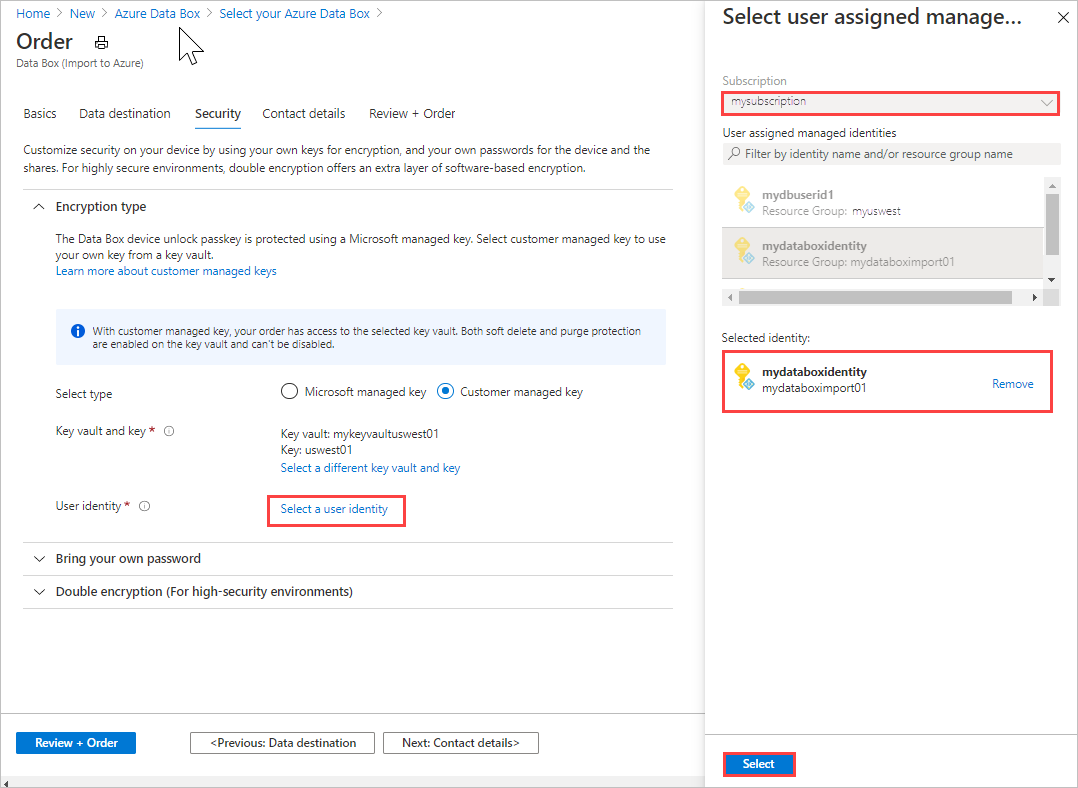 Home > New > Azure Data Box > Select your Azure Data Box >
Order
Data Box (Import to Azure)
Basics Data destination Security Contact details Review + Order
Customize security on your device by using your own keys for encryption, and your own passwords for the device and the
shares. For highly secure environments, double encryption offers an extra layer of software-based encryption.
Encryption type
The Data Box device unlock passkey is protected using a Microsoft managed key. Select customer managed key to use
your own key from a key vault.
Learn more about customer managed keys
With customer managed key, your order has access to the selected key vault. Both soft delete and purge protection
are enabled on the key vault and can't be disabled.
Select type Microsoft managed key Customer managed key
Key vault and key *
Key vault: mykeyvaultuswest01
Key: uswest01
Select a different key vault and key
User identity * Select a user identity
Bring your own password
Double encryption (For high-security environments)
Review + Order <Previous: Data destination Next: Contact details>
Select user assigned manage...
Subscription
mysubscription
User assigned managed identities
Filter by identity name and/or resource group name
mydbuserid1
Resource Group: myuswest
mydataboxidentity
Resource Group: mydataboximport01
Selected identity:
mydataboxidentity
mydataboximport01
Remove
Select